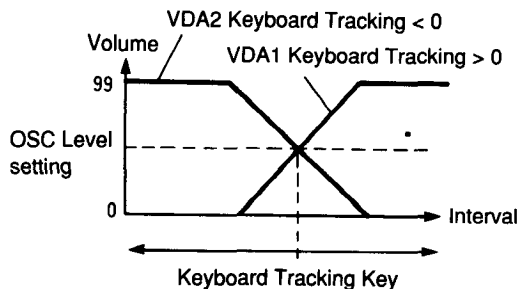 VDA2 Keyboard Tracking < 0
Volume
VDA1 Keyboard Tracking > 0
99
OSC Level
setting
0
Interval
Keyboard Tracking Key